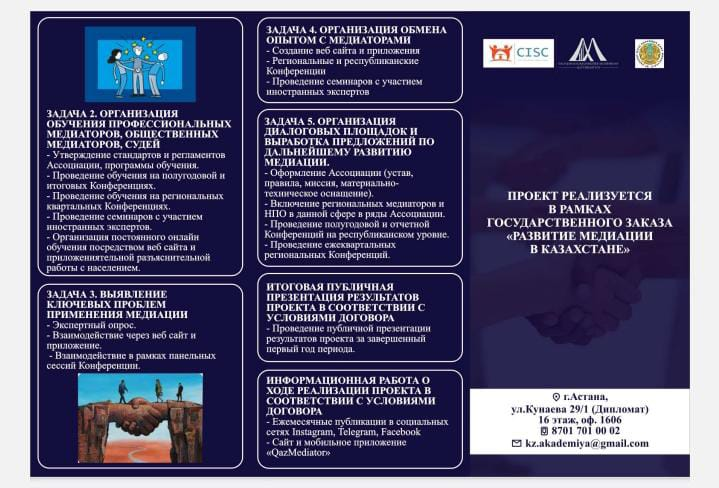 ЗАДАЧА 2. ОРГАНИЗАЦИЯ
ОБУЧЕНИЯ ПРОФЕССИОНАЛЬНЫХ
МЕДИАТОРОВ, ОБЩЕСТВЕННЫХ
МЕДИАТОРОВ, СУДЕЙ
- Утверждение стандартов и регламентов
Ассоциации, программы обучения.
- Проведение обучения на полугодовой и
итоговых Конференциях.
- Проведение обучения на региональных
квартальных Конференциях.
- Проведение семинаров с участием
иностранных экспертов.
- Организация постоянного онлайн
обучения посредством веб сайта и
приложениятельной разъяснительной
работы с населением.
ЗАДАЧА 3. ВЫЯВЛЕНИЕ
КЛЮЧЕВЫХ ПРОБЛЕМ
ПРИМЕНЕНИЯ МЕДИАЦИИ
- Экспертный опрос.
- Взаимодействие через веб сайт и
приложение.
- Взаимодействие в рамках панельных
сессий Конференции.
ЗАДАЧА 4. ОРГАНИЗАЦИЯ ОБМЕНА
ОПЫТОМ С МЕДИАТОРАМИ
- Создание веб сайта и приложения
- Региональные и республиканские
Конференции
- Проведение семинаров с участием
иностранных экспертов
ЗАДАЧА 5. ОРГАНИЗАЦИЯ
ДИАЛОГОВЫХ ПЛОЩАДОК И
ВЫРАБОТКА ПРЕДЛОЖЕНИЙ ПО
ДАЛЬНЕЙШЕМУ РАЗВИТИЮ
МЕДИАЦИИ.
- Оформление Ассоциации (устав,
правила, миссия, материально-
техническое оснащение).
- Включение региональных медиаторов и
НПО в данной сфере в ряды Ассоциации.
- Проведение полугодовой и отчетной
Конференций на республиканском уровне.
- Проведение ежеквартальных
региональных Конференций.
ИТОГОВАЯ ПУБЛИЧНАЯ
ПРЕЗЕНТАЦИЯ РЕЗУЛЬТАТОВ
ПРОЕКТА В СООТВЕТСТВИИ С
УСЛОВИЯМИ ДОГОВОРА
- Проведение публичной презентации
результатов проекта за завершенный
первый год периода.
ИНФОРМАЦИОННАЯ РАБОТА О
ХОДЕ РЕАЛИЗАЦИИ ПРОЕКТА В
СООТВЕТСТВИИ С УСЛОВИЯМИ
ДОГОВОРА
- Ежемесячные публикации в социальных
сетях Instagram, Telegram, Facebook
- Сайт и мобильное приложение
«QazMediator»
CISC
ПРОЕКТ РЕАЛИЗУЕТСЯ
В РАМКАХ
ГОСУДАРСТВЕННОГО ЗАКАЗА
«РАЗВИТИЕ МЕДИАЦИИ
В КАЗАХСТАНЕ»
г.Астана,
ул.Кунаева 29/1 (Дипломат)
16 этаж, оф. 1606
8701 701 00 02
kz.akademiya@gmail.com